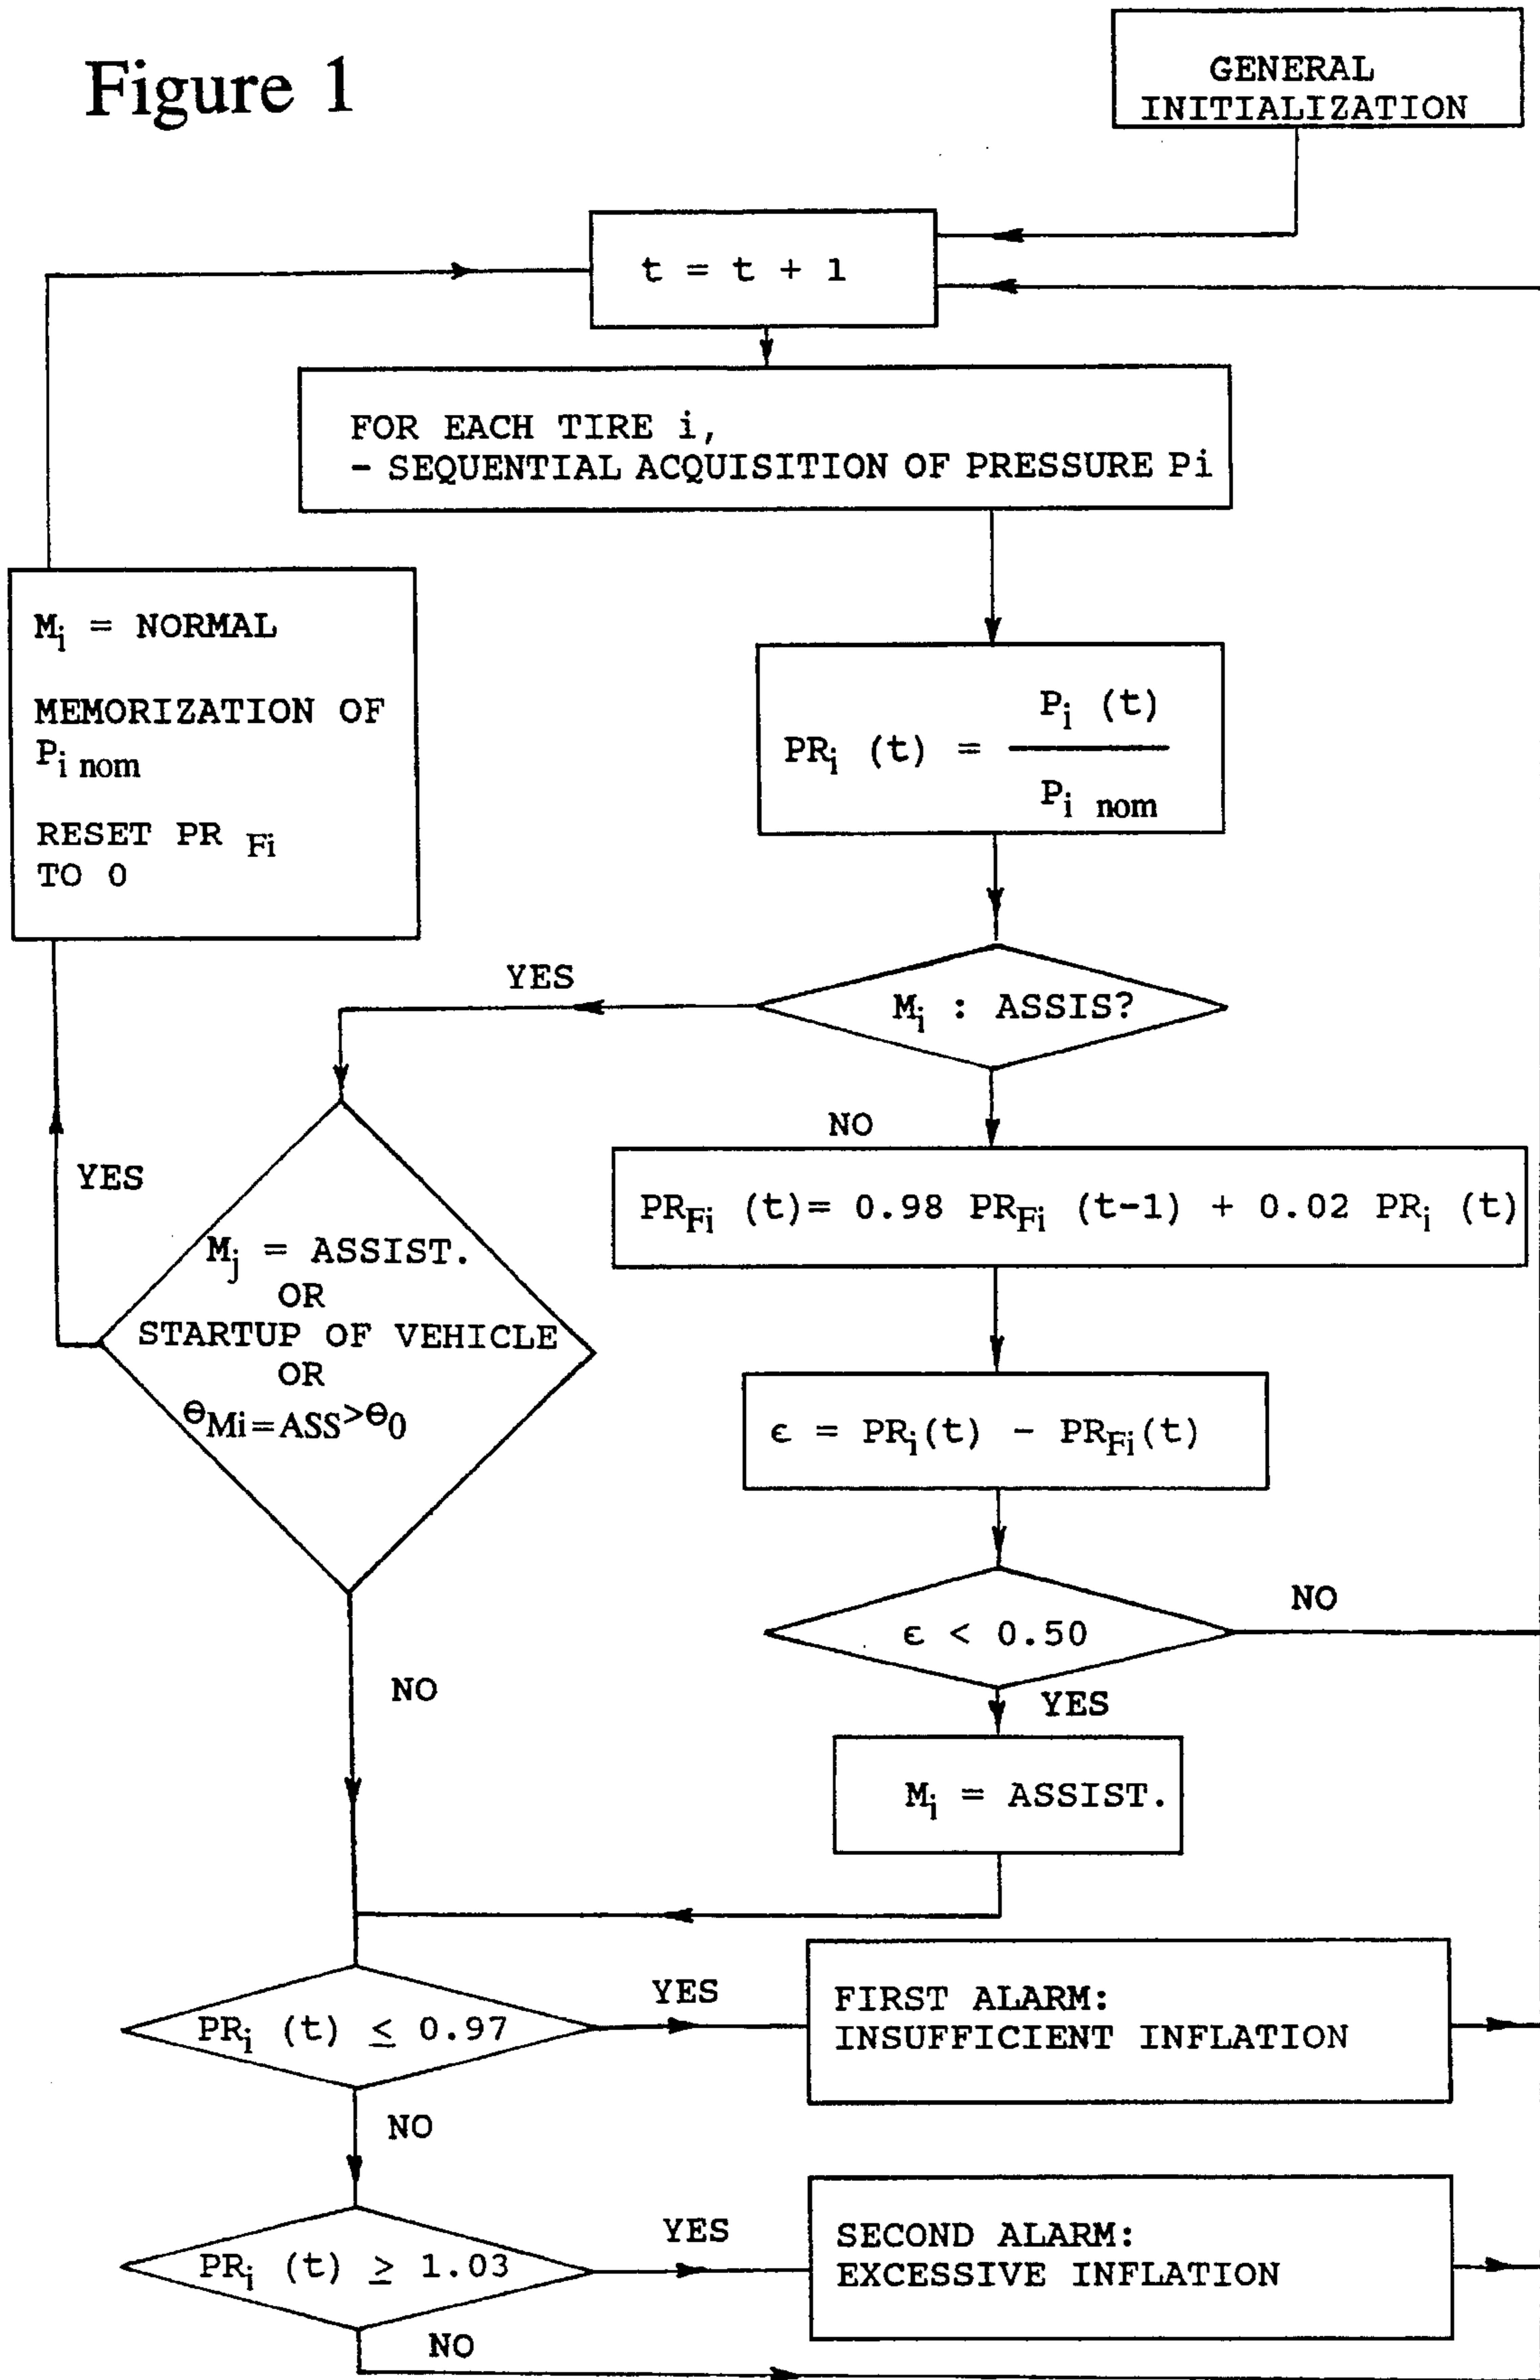 Figure 1
GENERAL
INITIALIZATION
t = t + 1
FOR EACH TIRE i,
- SEQUENTIAL ACQUISITION OF PRESSURE Pi
Mi = NORMAL
MEMORIZATION OF
Pi nom
RESET PR Fi
TO 0
PRi (t) = Pi (t)
Pi nom
YES
Mi : ASSIS?
NO
YES
PRFi (t)= 0.98 PRFi (t-1) + 0.02 PRi (t)
Mj = ASSIST.
OR
STARTUP OF VEHICLE
OR
ΘMi=ASS>Θ0
ϵ = PRi(t) - PRFi(t)
ϵ < 0.50
NO
NO
YES
Mi = ASSIST.
PRi (t) ≤ 0.97
YES
FIRST ALARM:
INSUFFICIENT INFLATION
NO
PRi (t) ≥ 1.03
YES
SECOND ALARM:
EXCESSIVE INFLATION
NO